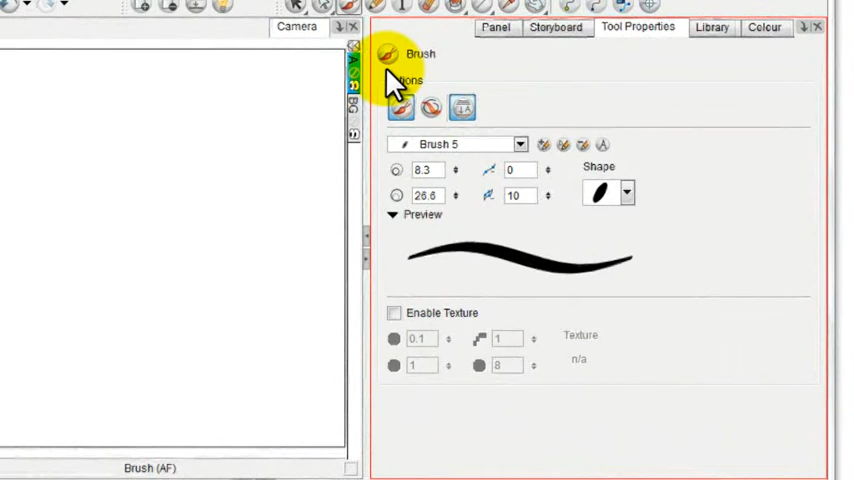 Camera
Panel Storyboard Tool Properties Library Colour
Brush
A
BG
Brush 5
8.3 0 Shape
26.6 10
Preview
Enable Texture
0.1 1 Texture
1 8 n/a
Brush (AF)